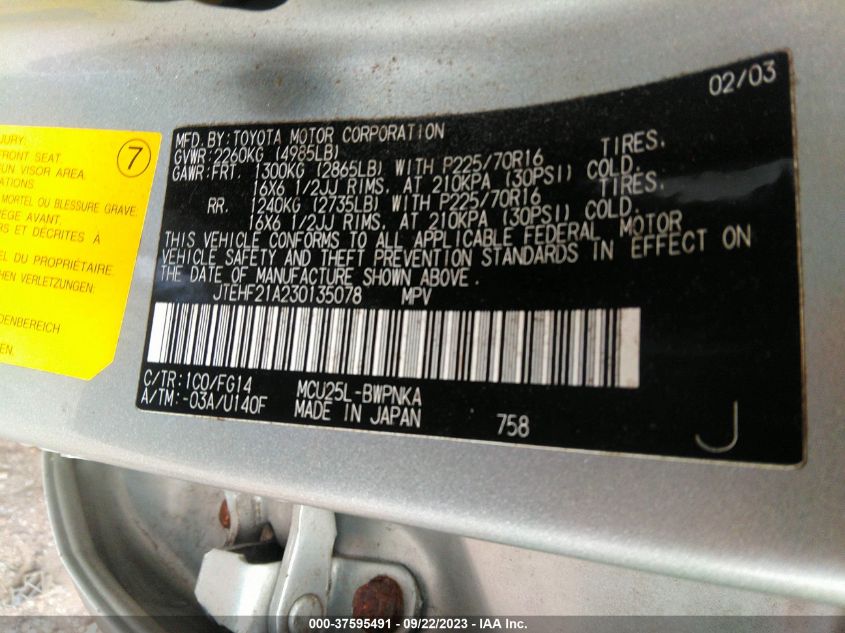 02/03
MFD. BY: TOYOTA MOTOR CORPORATION
GVWR: 2260KG (4985LB)
GAWR: FRT. 1300KG (2865LB) WITH P225/70R16 TIRES,
16X6 1/2JJ RIMS, AT 210KPA (30PSI) COLD.
RR. 1240KG (2735LB) WITH P225/70R16 TIRES,
16X6 1/2JJ RIMS, AT 210KPA (30PSI) COLD.
THIS VEHICLE CONFORMS TO ALL APPLICABLE FEDERAL MOTOR
VEHICLE SAFETY AND THEFT PREVENTION STANDARDS IN EFFECT ON
THE DATE OF MANUFACTURE SHOWN ABOVE.
JTEHF21A230135078 MPV
C/TR: 1C0/FG14 MCU25L-BWPNKA
A/TM: -03A/U140F MADE IN JAPAN 758
J
JURY:
7
FRONT SEAT.
SUN VISOR AREA.
MORTEL OU BLESSURE GRAVE:
AVANT.
RS ET DÉCRITES À
EL DU PROPRIÉTAIRE.
VERLETZUNGEN:
DENBEREICH
EN.
000-37595491 - 09/22/2023 - IAA Inc.